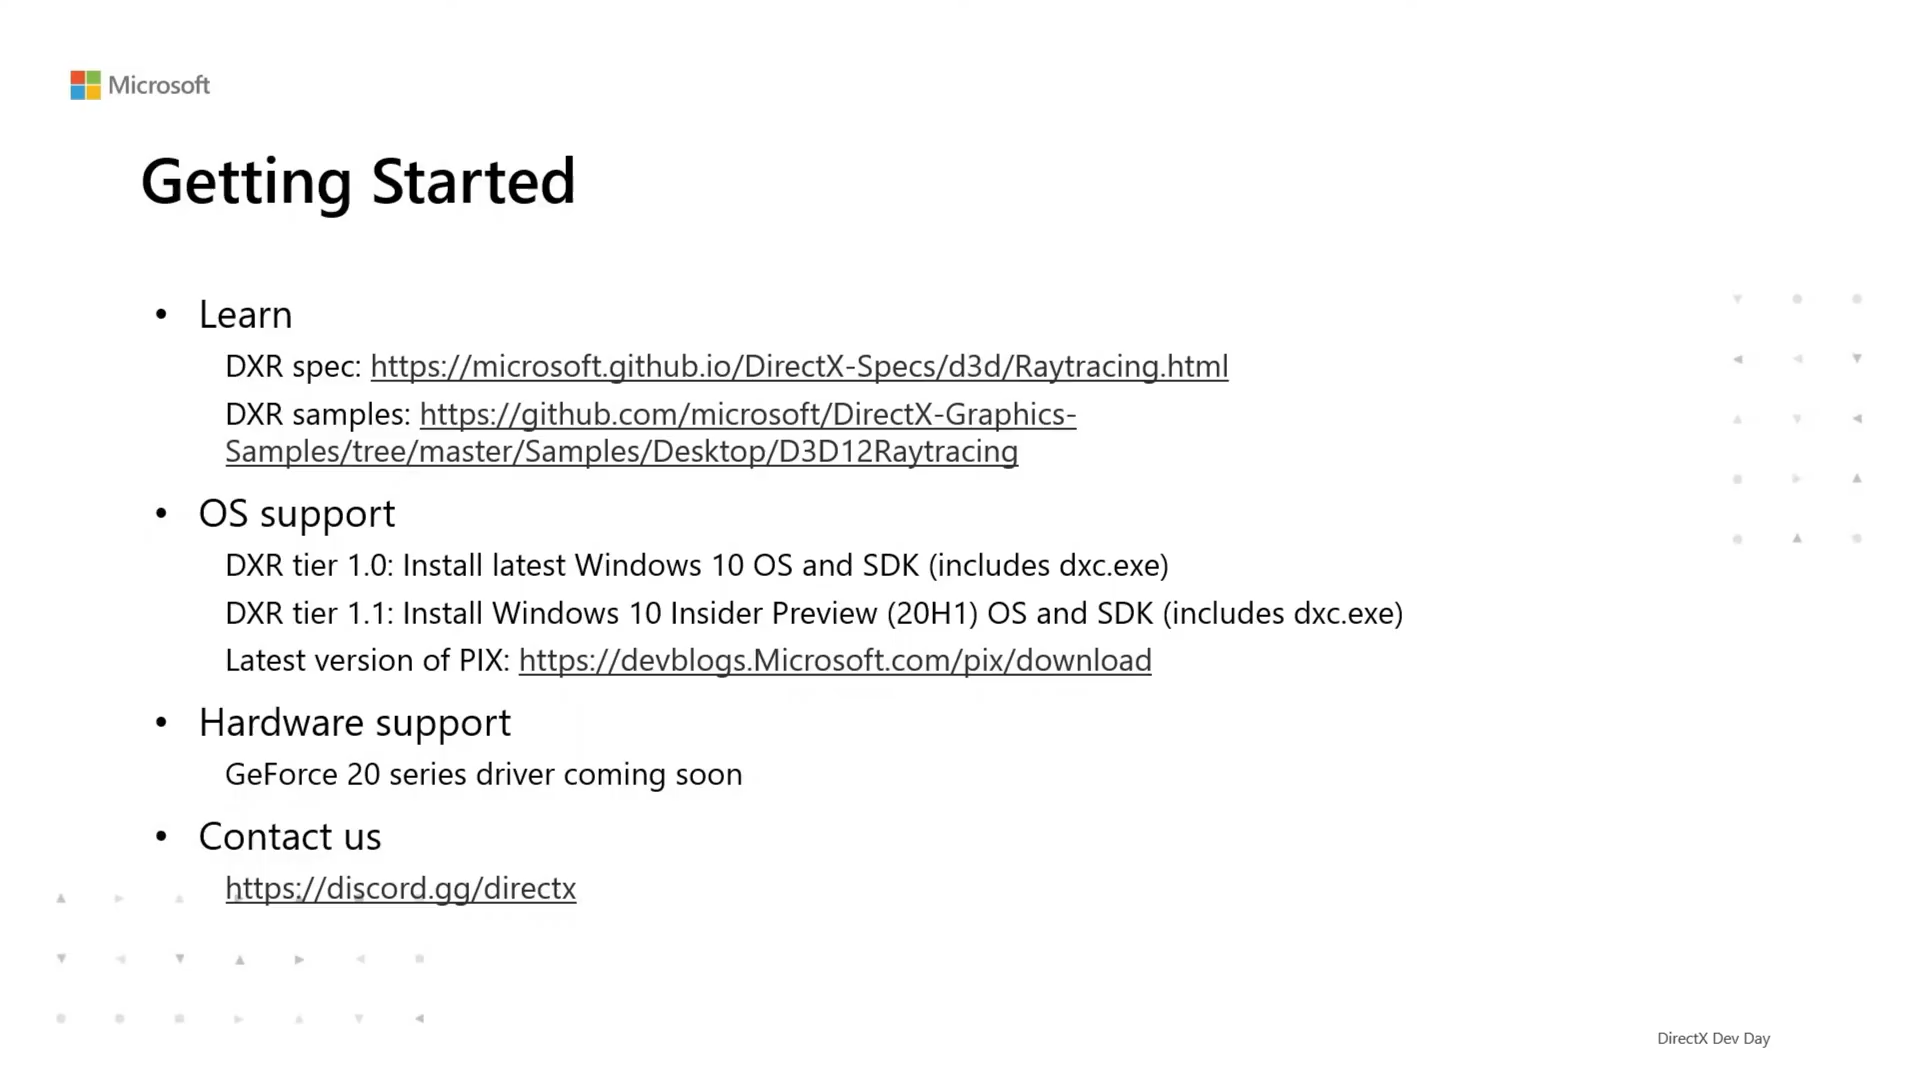 Microsoft
Getting Started
• Learn
DXR spec: https://microsoft.github.io/DirectX-Specs/d3d/Raytracing.html
DXR samples: https://github.com/microsoft/DirectX-Graphics-
Samples/tree/master/Samples/Desktop/D3D12Raytracing
• OS support
DXR tier 1.0: Install latest Windows 10 OS and SDK (includes dxc.exe)
DXR tier 1.1: Install Windows 10 Insider Preview (20H1) OS and SDK (includes dxc.exe)
Latest version of PIX: https://devblogs.Microsoft.com/pix/download
• Hardware support
GeForce 20 series driver coming soon
• Contact us
https://discord.gg/directx
DirectX Dev Day